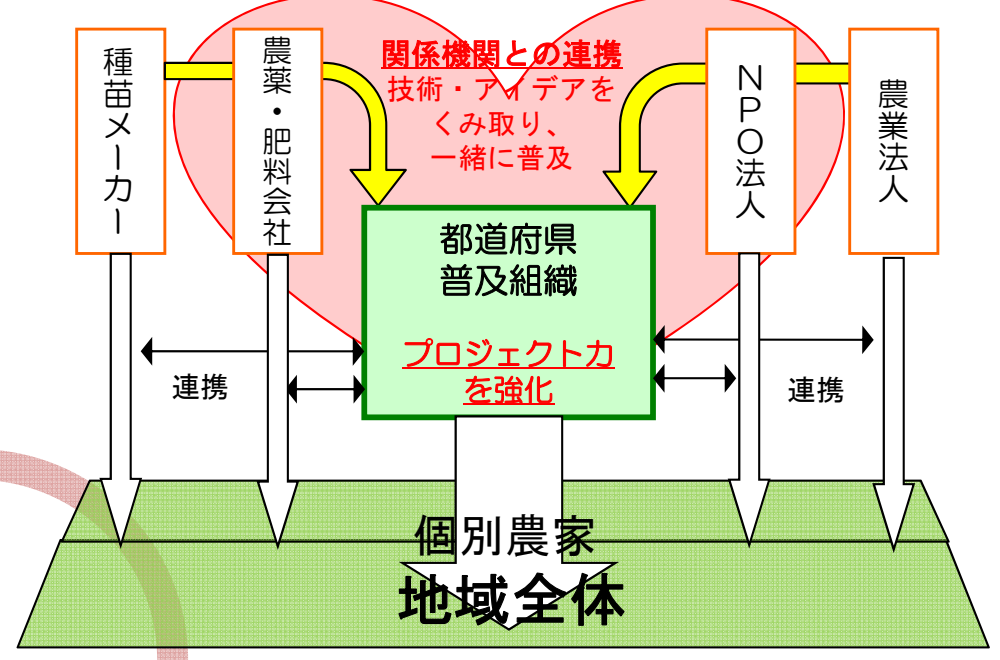 種苗メーカー
農薬・肥料会社
関係機関との連携
技術・アイデアを
くみ取り、
一緒に普及
NPO法人
農業法人
都道府県
普及組織
プロジェクト力
を強化
連携
連携
個別農家
地域全体